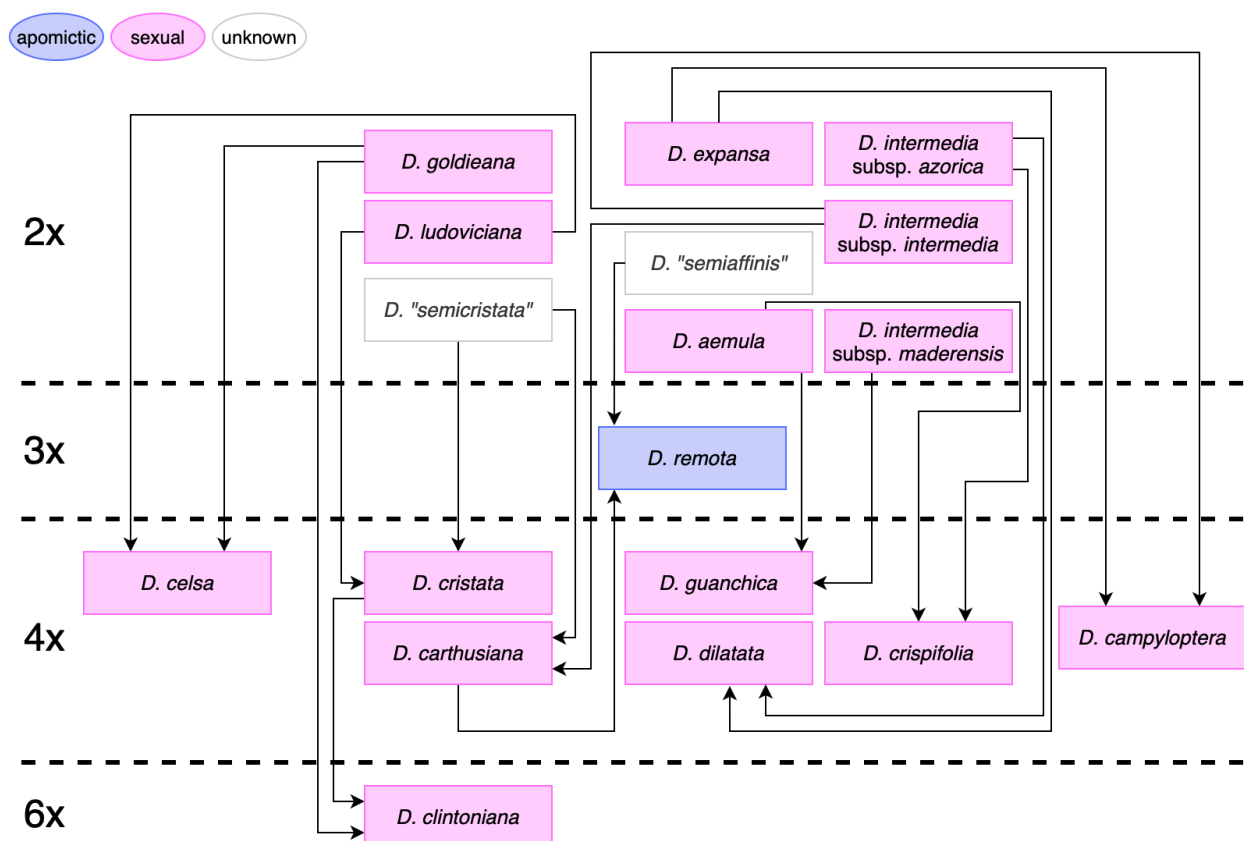 apomictic
sexual
unknown
2x
D. goldieana
D. ludoviciana
D. "semicristata"
D. expansa
D. intermedia
subsp. azorica
D. intermedia
subsp. intermedia
D. "semiaffinis"
D. aemula
D. intermedia
subsp. maderensis
3x
D. remota
4x
D. celsa
D. cristata
D. guanchica
D. carthusiana
D. dilatata
D. crispifolia
D. campyloptera
6x
D. clintoniana